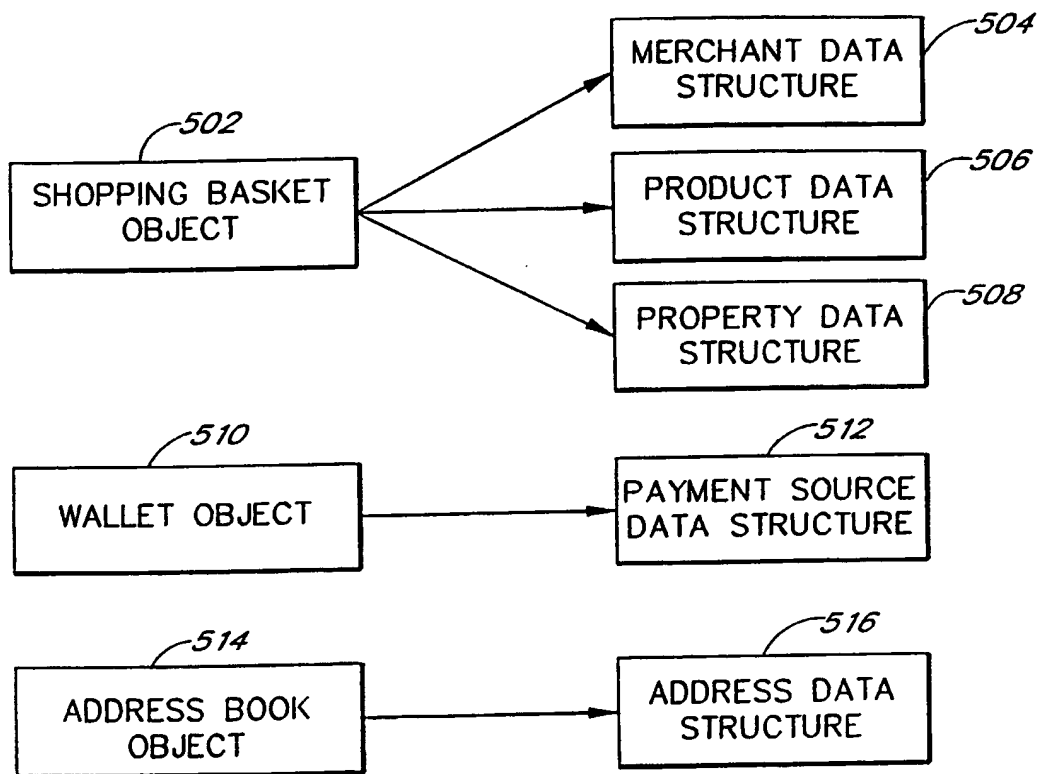 504
MERCHANT DATA
STRUCTURE
502
SHOPPING BASKET
OBJECT
506
PRODUCT DATA
STRUCTURE
508
PROPERTY DATA
STRUCTURE
510
WALLET OBJECT
512
PAYMENT SOURCE
DATA STRUCTURE
514
ADDRESS BOOK
OBJECT
516
ADDRESS DATA
STRUCTURE